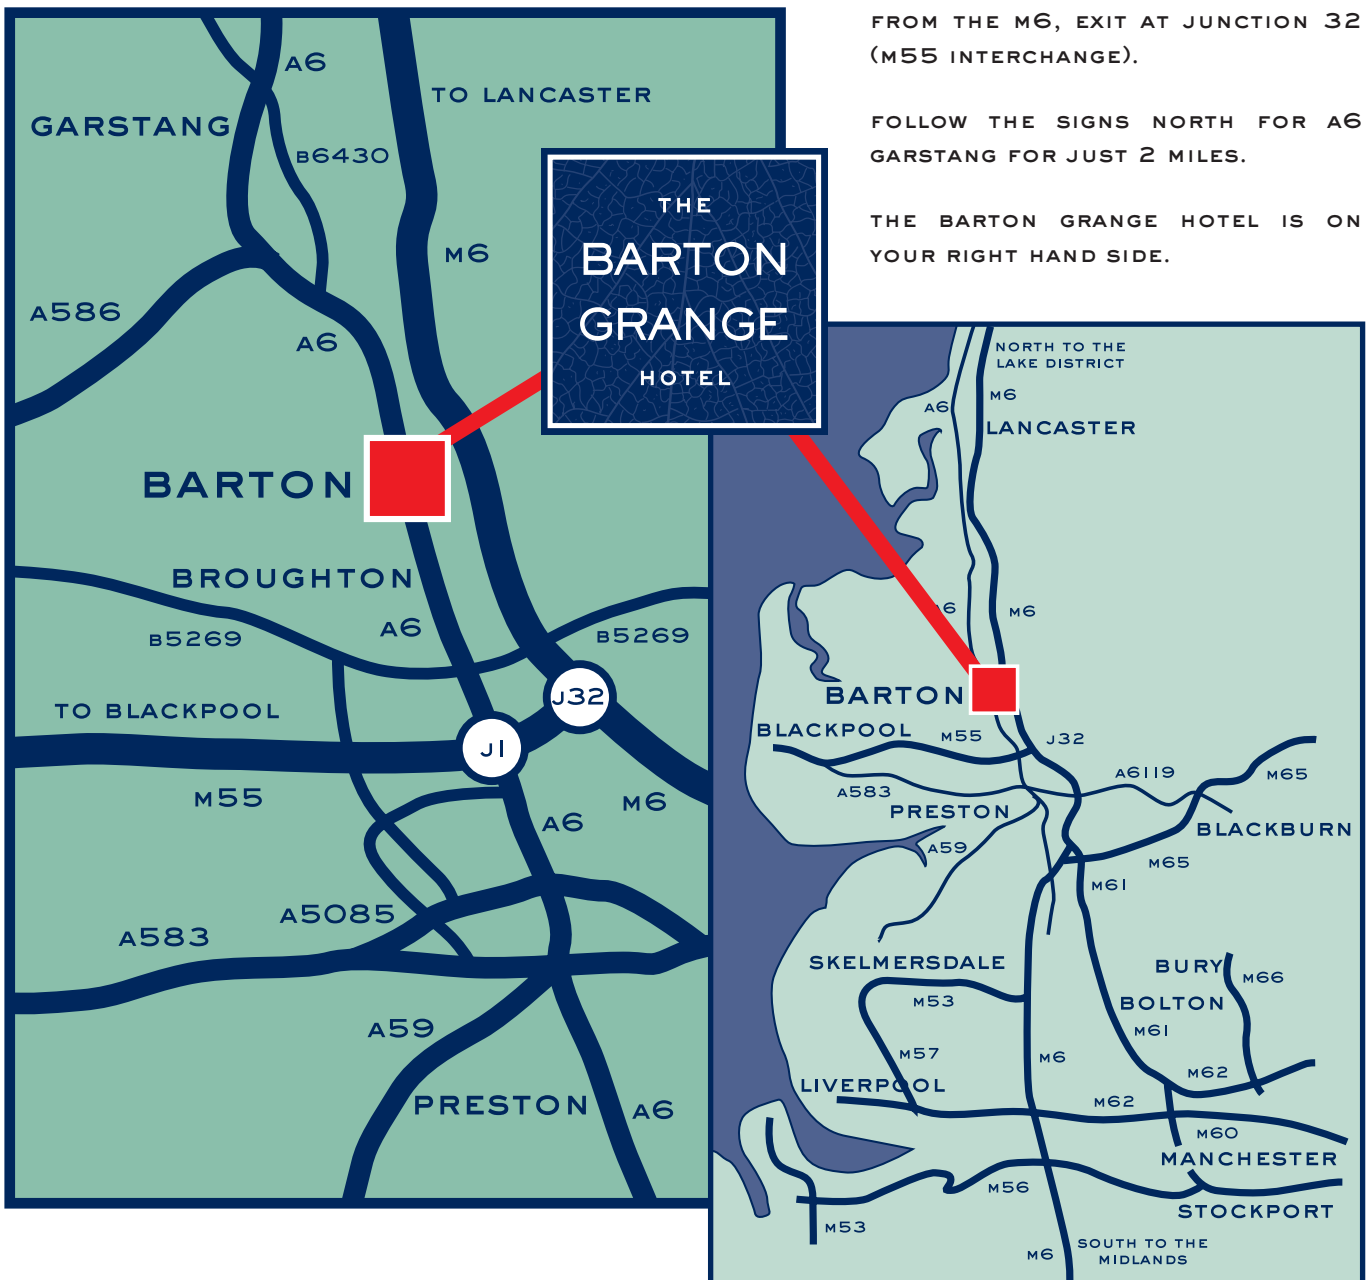 FROM THE M6, EXIT AT JUNCTION 32
(M55 INTERCHANGE).
FOLLOW THE SIGNS NORTH FOR A6
GARSTANG FOR JUST 2 MILES.
THE BARTON GRANGE HOTEL IS ON
YOUR RIGHT HAND SIDE.
A6
TO LANCASTER
GARSTANG
B6430
M6
A586
A6
THE
BARTON
GRANGE
HOTEL
BARTON
BROUGHTON
A6
B5269
B5269
TO BLACKPOOL
J32
J1
M55
M6
A6
A5085
A583
A59
PRESTON
A6
NORTH TO THE
LAKE DISTRICT
M6
A6
LANCASTER
A6
M6
BARTON
BLACKPOOL
M55
J32
A6119
M65
A583
PRESTON
BLACKBURN
A59
M65
M61
SKELMERSDALE
BURY
M66
M53
BOLTON
M61
M57
M6
M62
LIVERPOOL
M62
M60
MANCHESTER
M56
STOCKPORT
M53
M6
SOUTH TO THE
MIDLANDS